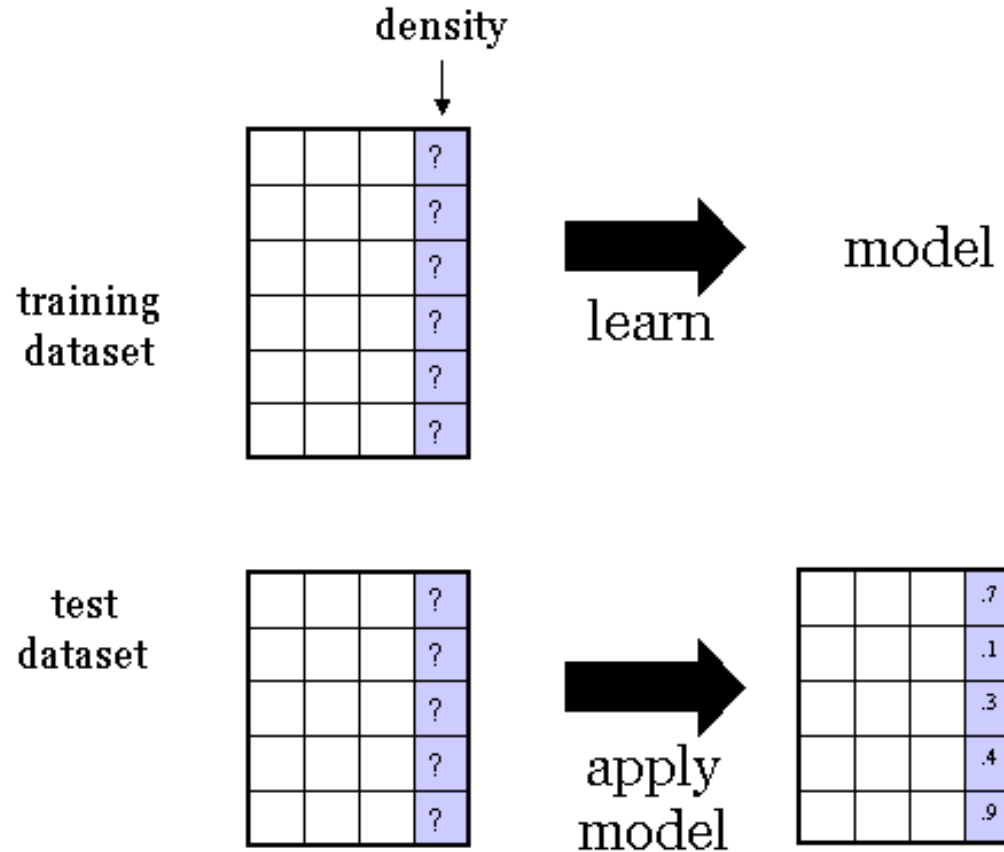 density
?
?
?
?
?
?
training
dataset
learn
model
test
dataset
?
?
?
?
?
apply
model
.7
.1
.3
.4
.9